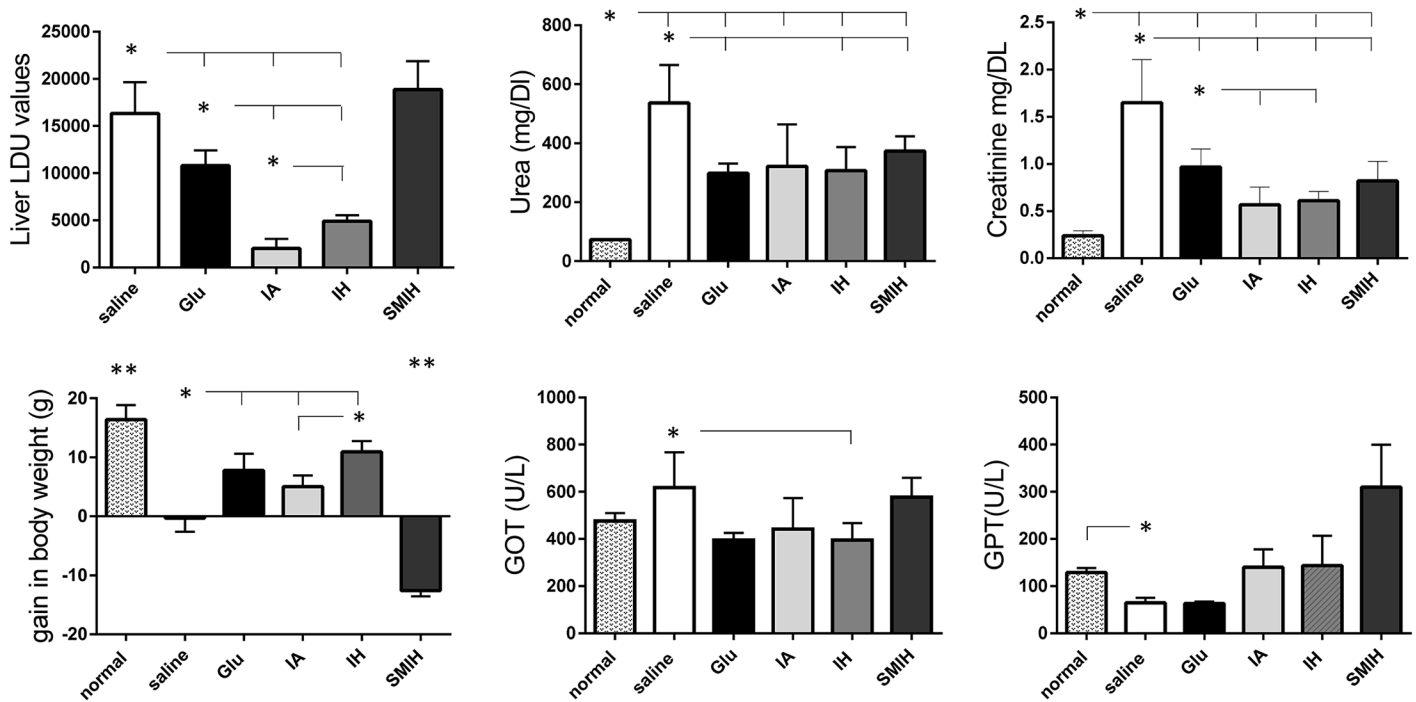 Liver LDU values
25000
20000
15000
10000
5000
0
*
*
*
saline
Glu
IA
IH
SMIH
Urea (mg/Dl)
800
600
400
200
0
*
*
normal
saline
Glu
IA
IH
SMIH
Creatinine mg/DL
2.5
2.0
1.5
1.0
0.5
0.0
*
*
*
normal
saline
Glu
IA
IH
SMIH
gain in body weight (g)
20
10
0
-10
-20
**
*
*
**
normal
saline
Glu
IA
IH
SMIH
GOT (U/L)
1000
800
600
400
200
0
*
normal
saline
Glu
IA
IH
SMIH
GPT(U/L)
500
400
300
200
100
0
*
normal
saline
Glu
IA
IH
SMIH